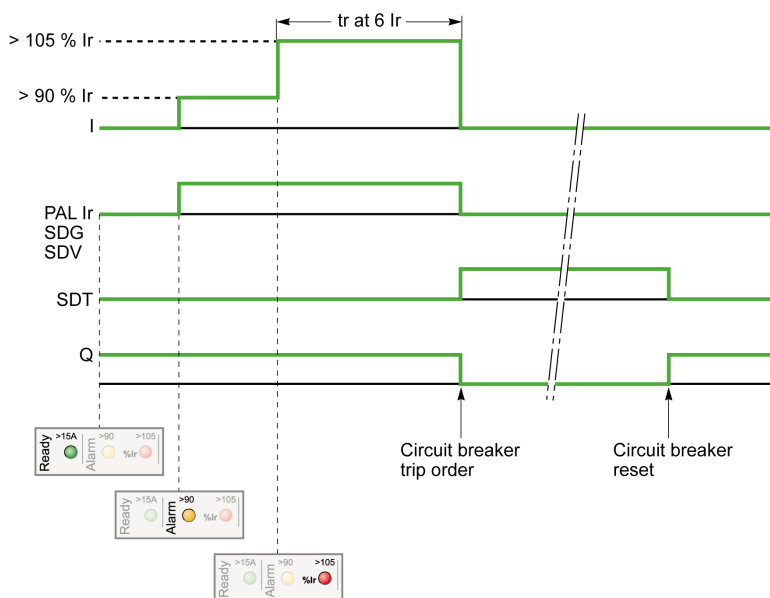 tr at 6 Ir
> 105 % Ir
> 90 % Ir
I
PAL Ir
SDG
SDV
SDT
Q
Circuit breaker
trip order
Circuit breaker
reset
Ready >15A Alarm >90 %Ir >105
Ready >15A Alarm >90 %Ir >105
Ready >15A Alarm >90 %Ir >105